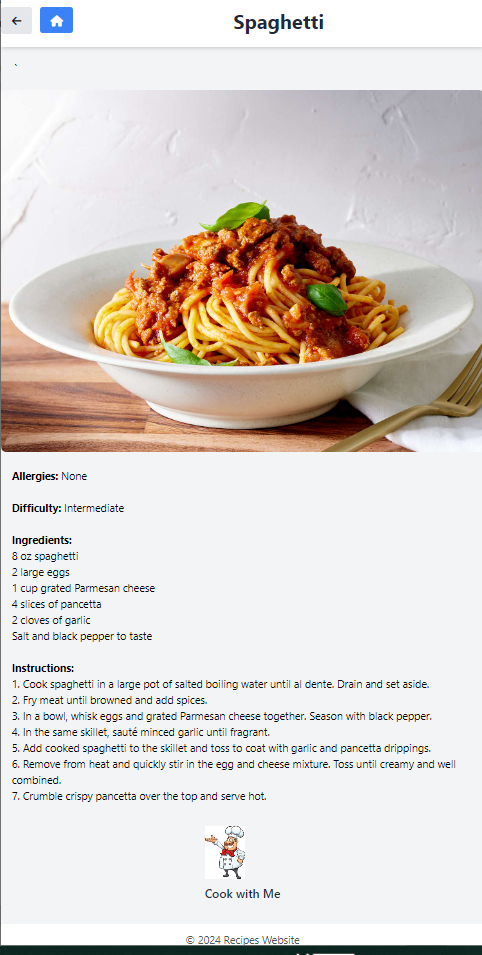 Spaghetti
`
Allergies: None
Difficulty: Intermediate
Ingredients:
8 oz spaghetti
2 large eggs
1 cup grated Parmesan cheese
4 slices of pancetta
2 cloves of garlic
Salt and black pepper to taste
Instructions:
1. Cook spaghetti in a large pot of salted boiling water until al dente. Drain and set aside.
2. Fry meat until browned and add spices.
3. In a bowl, whisk eggs and grated Parmesan cheese together. Season with black pepper.
4. In the same skillet, sauté minced garlic until fragrant.
5. Add cooked spaghetti to the skillet and toss to coat with garlic and pancetta drippings.
6. Remove from heat and quickly stir in the egg and cheese mixture. Toss until creamy and well
combined.
7. Crumble crispy pancetta over the top and serve hot.
Cook with Me
© 2024 Recipes Website